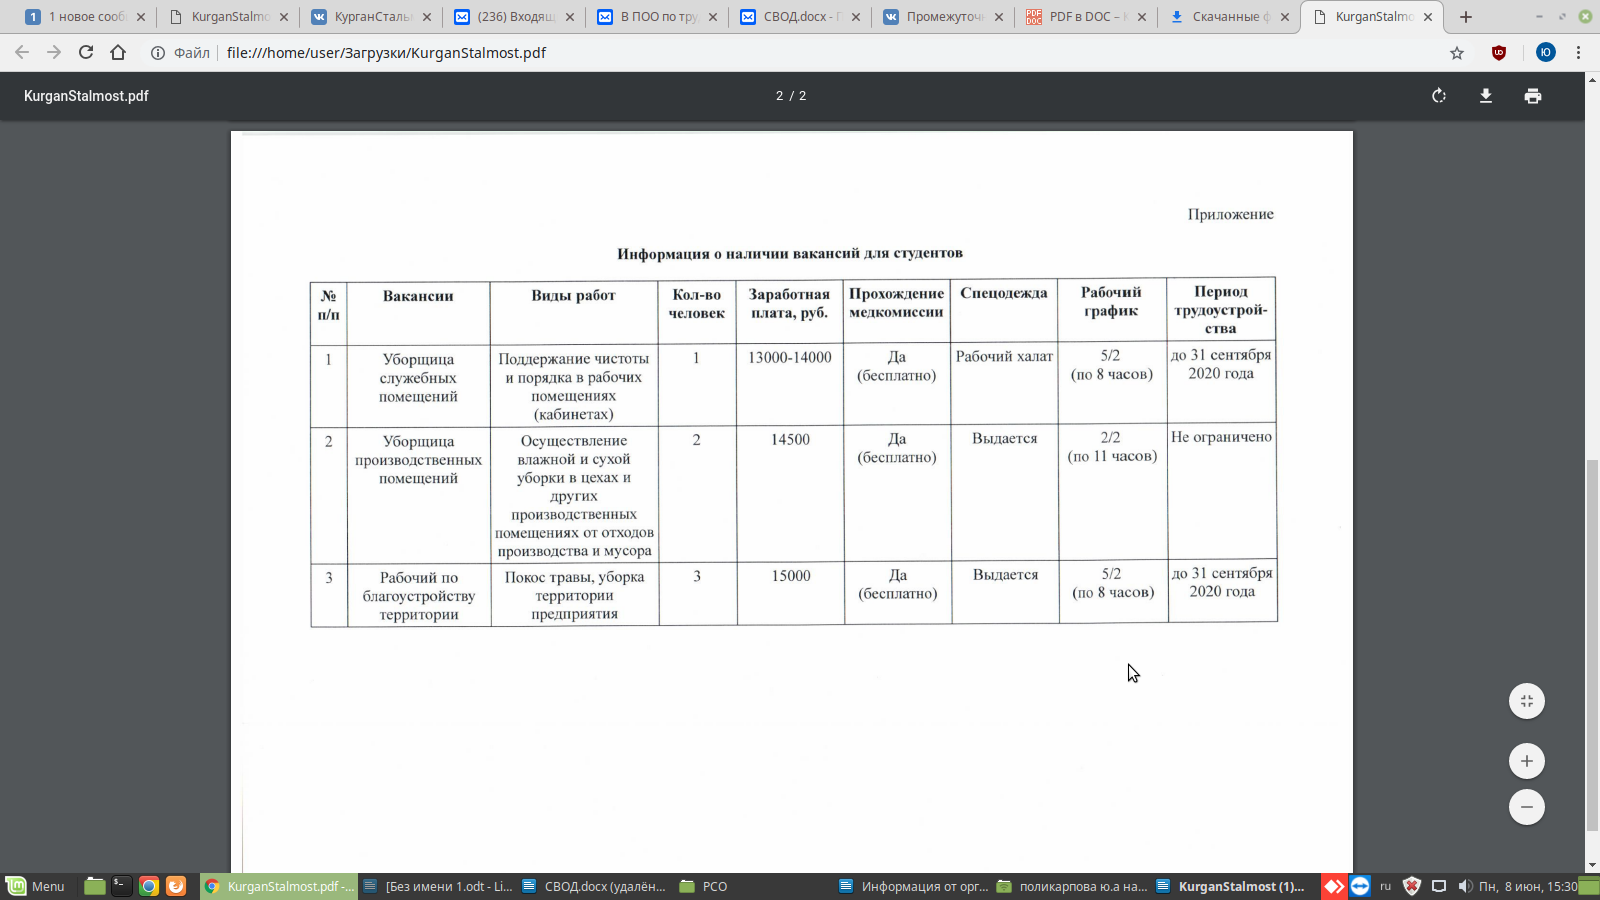 1 новое сооб
KurganStalmo
КурганСталь
(236) Входящ
В ПОО по тру
СВОД.docx - П
Промежуточ
PDF в DOC –
Скачанные ф
KurganStalmo
Файл
file:///home/user/Загрузки/KurganStalmost.pdf
Ю
KurganStalmost.pdf
2 / 2
Приложение
Информация о наличии вакансий для студентов
№ п/п
Вакансии
Виды работ
Кол-во человек
Заработная плата, руб.
Прохождение медкомиссии
Спецодежда
Рабочий график
Период трудоустрой-ства
1
Уборщица служебных помещений
Поддержание чистоты и порядка в рабочих помещениях (кабинетах)
1
13000-14000
Да (бесплатно)
Рабочий халат
5/2 (по 8 часов)
до 31 сентября 2020 года
2
Уборщица производственных помещений
Осуществление влажной и сухой уборки в цехах и других производственных помещениях от отходов производства и мусора
2
14500
Да (бесплатно)
Выдается
2/2 (по 11 часов)
Не ограничено
3
Рабочий по благоустройству территории
Покос травы, уборка территории предприятия
3
15000
Да (бесплатно)
Выдается
5/2 (по 8 часов)
до 31 сентября 2020 года
Menu
KurganStalmost.pdf -...
[Без имени 1.odt - Li...
СВОД.docx (удалён...
РСО
Информация от орг...
поликарпова ю.а на...
KurganStalmost (1)...
ru
Пн, 8 июн, 15:30